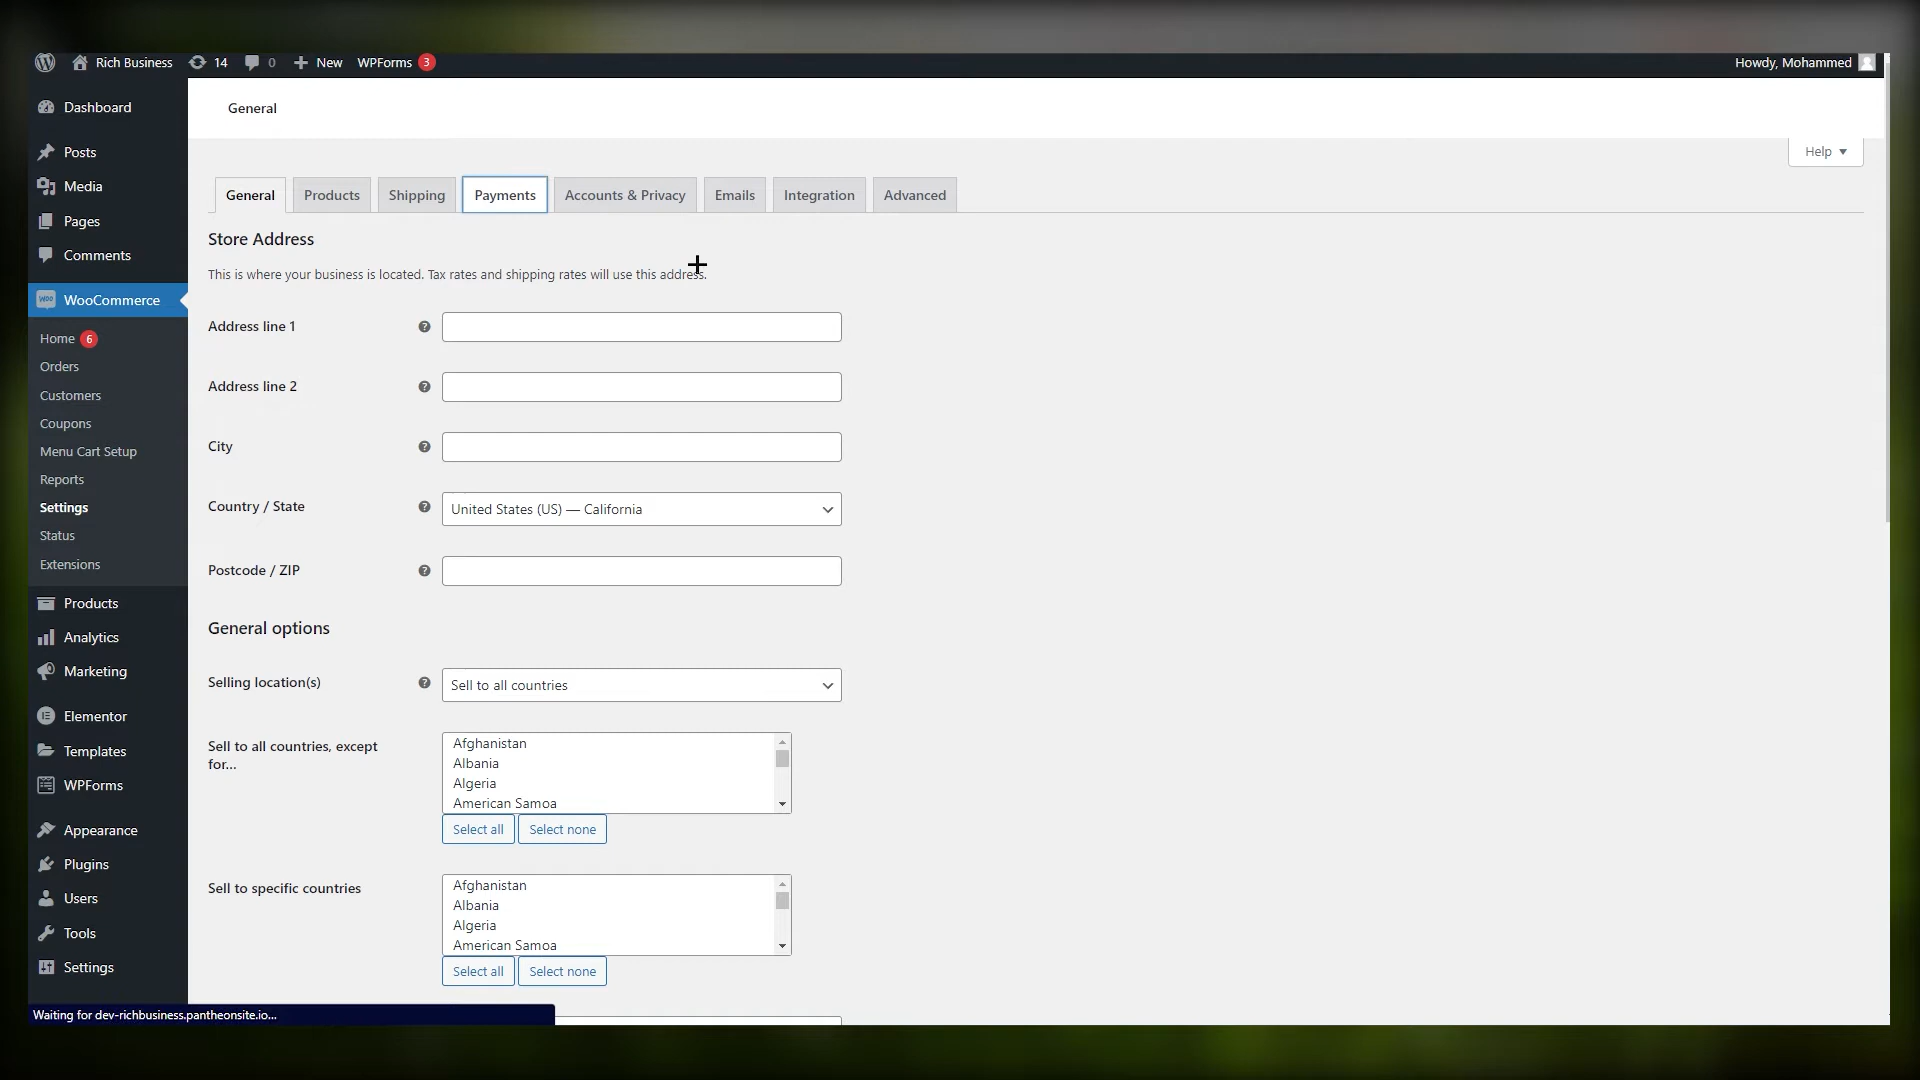 Rich Business 14 0 New WPForms 3 Howdy, Mohammed
Dashboard
Posts
Media
Pages
Comments
woo WooCommerce
Home 6
Orders
Customers
Coupons
Menu Cart Setup
Reports
Settings
Status
Extensions
Products
Analytics
Marketing
Elementor
Templates
WPForms
Appearance
Plugins
Users
Tools
Settings
General
Help
General Products Shipping Payments Accounts & Privacy Emails Integration Advanced
Store Address
This is where your business is located. Tax rates and shipping rates will use this address.
Address line 1
Address line 2
City
Country / State United States (US) — California
Postcode / ZIP
General options
Selling location(s) Sell to all countries
Sell to all countries, except
for...
Afghanistan
Albania
Algeria
American Samoa
Select all Select none
Sell to specific countries
Afghanistan
Albania
Algeria
American Samoa
Select all Select none
Waiting for dev-richbusiness.pantheonsite.io...